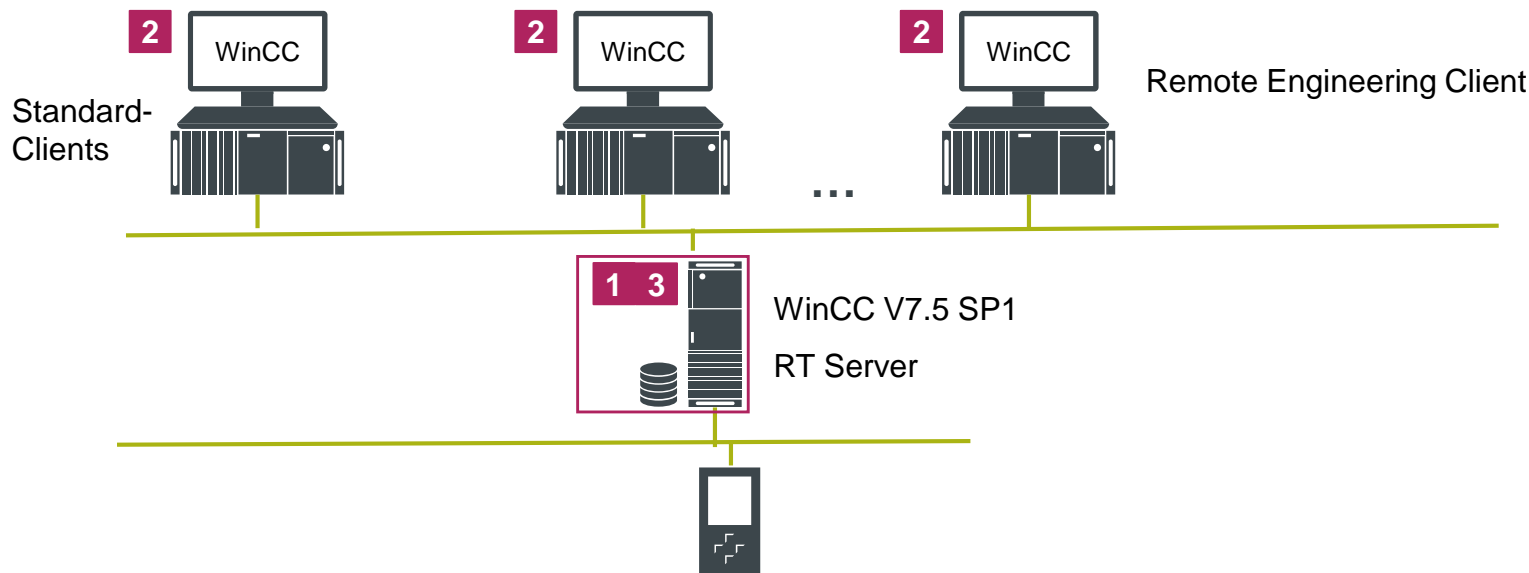 2
WinCC
2
WinCC
2
WinCC
Remote Engineering Client
Standard-
Clients
...
1 3
WinCC V7.5 SP1
RT Server